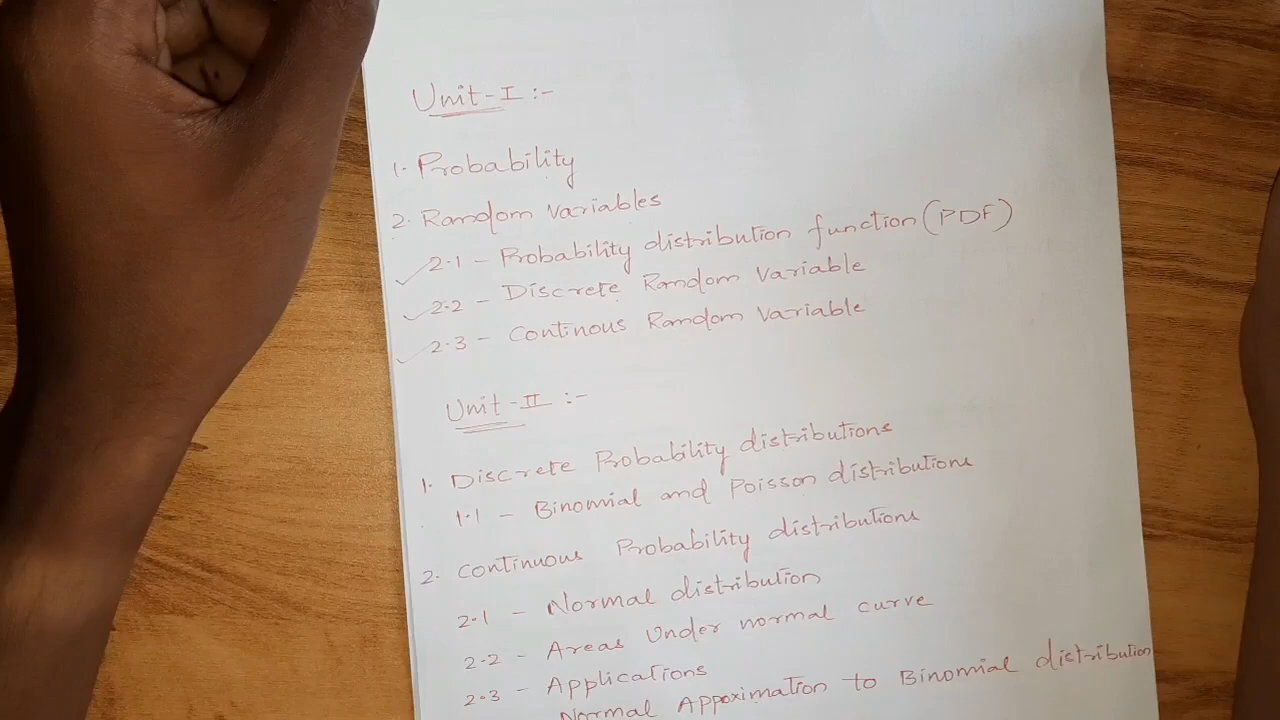 Unit-I :-
1. Probability
2. Random Variables
2.1 - Probability distribution function (PDF)
2.2 - Discrete Random Variable
2.3 - Continous Random Variable
Unit-II :-
1. Discrete Probability distributions
1.1 - Binomial and Poisson distributions
2. Continuous Probability distributions
2.1 - Normal distribution
2.2 - Areas Under normal curve
2.3 - Applications
Normal Appoximation to Binomial distribution